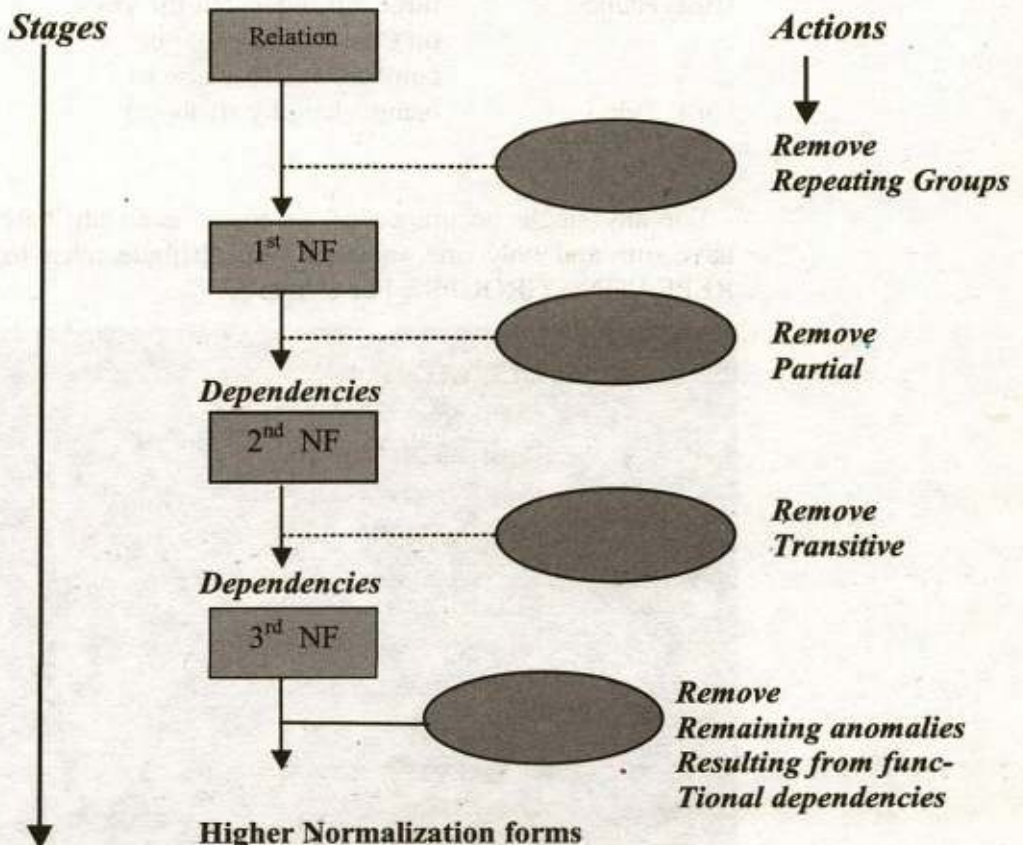 Stages
Relation
Actions
Remove
Repeating Groups
1st NF
Remove
Partial
Dependencies
2nd NF
Remove
Transitive
Dependencies
3rd NF
Remove
Remaining anomalies
Resulting from func-
Tional dependencies
Higher Normalization forms